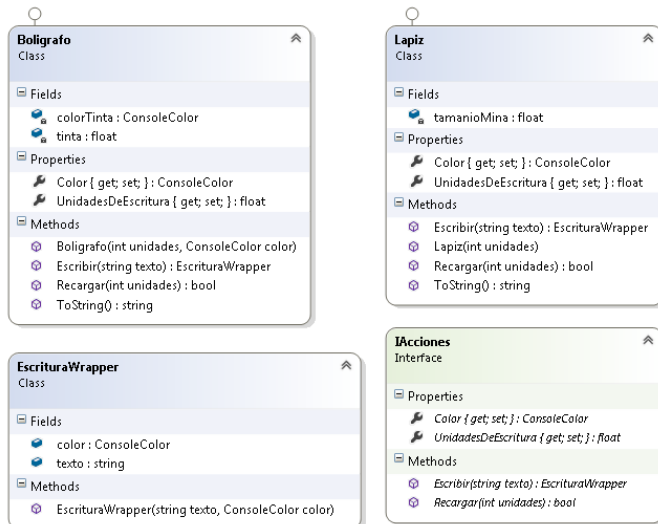 Boligrafo
Class
Fields
colorTinta : ConsoleColor
tinta : float
Properties
Color { get; set; } : ConsoleColor
UnidadesDeEscritura { get; set; } : float
Methods
Boligrafo(int unidades, ConsoleColor color)
Escribir(string texto) : EscrituraWrapper
Recargar(int unidades) : bool
ToString() : string
Lapiz
Class
Fields
tamanioMina : float
Properties
Color { get; set; } : ConsoleColor
UnidadesDeEscritura { get; set; } : float
Methods
Escribir(string texto) : EscrituraWrapper
Lapiz(int unidades)
Recargar(int unidades) : bool
ToString() : string
EscrituraWrapper
Class
Fields
color : ConsoleColor
texto : string
Methods
EscrituraWrapper(string texto, ConsoleColor color)
IAcciones
Interface
Properties
Color { get; set; } : ConsoleColor
UnidadesDeEscritura { get; set; } : float
Methods
Escribir(string texto) : EscrituraWrapper
Recargar(int unidades) : bool